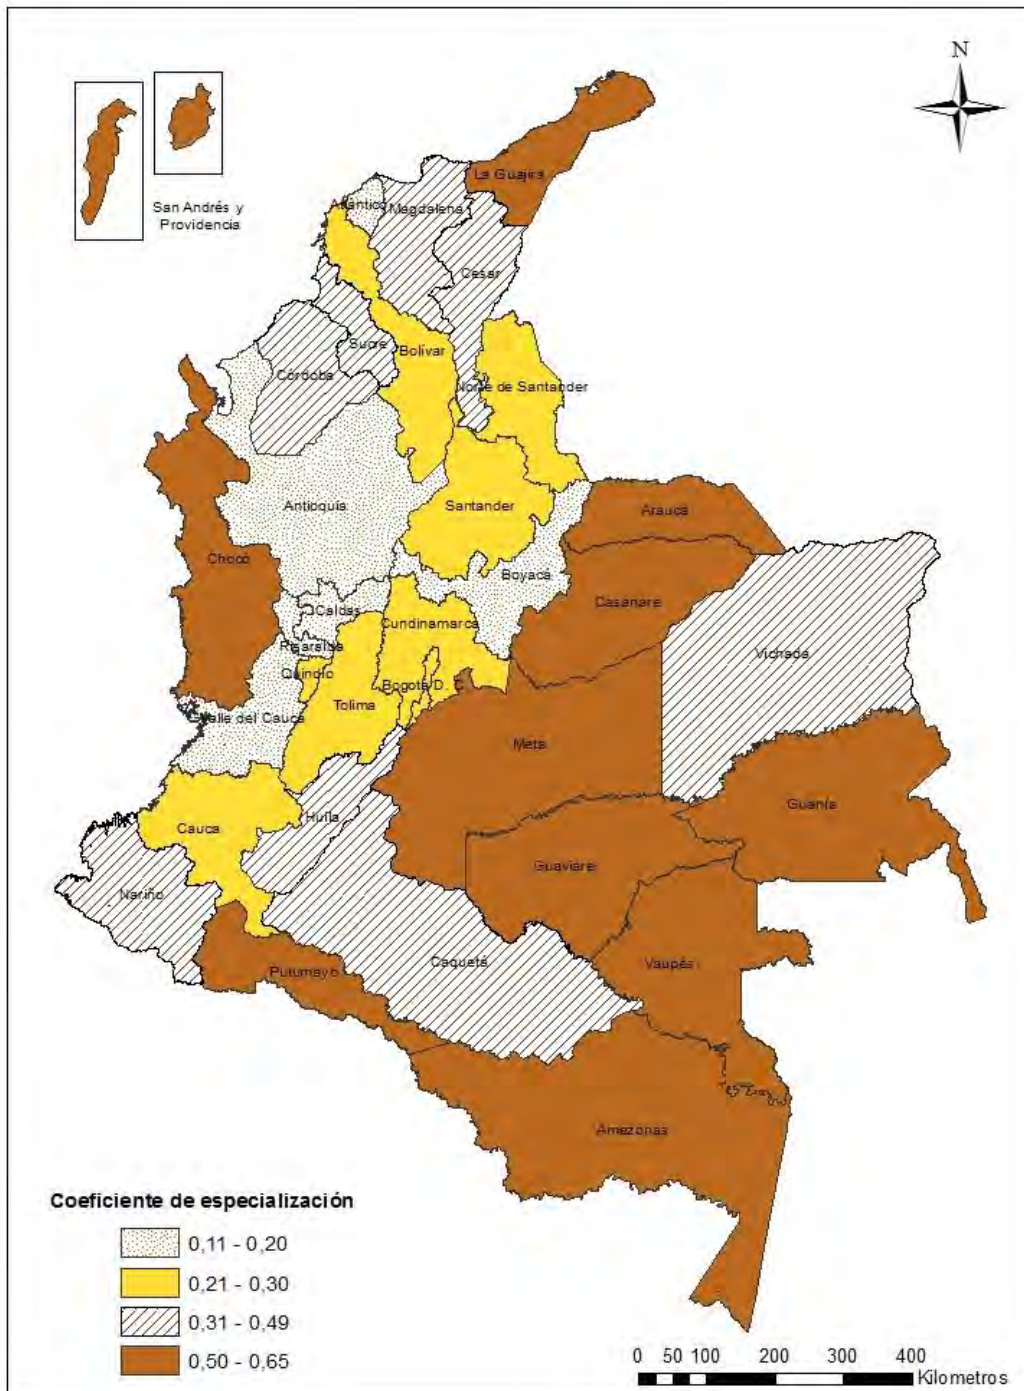 N
San Andrés y
Providencia
La Guajira
Atlántico
Magdalena
Cesar
Sucre
Bolívar
Córdoba
Norte de Santander
Antioquia
Santander
Arauca
Chocó
Boyacá
Casanare
Caldas
Cundinamarca
Risaralda
Vichada
Quindío
Bogotá D. C
Tolima
Valle del Cauca
Meta
Guanía
Huila
Cauca
Guaviare
Nariño
Caquetá
Vaupés
Putumayo
Amazonas
Coeficiente de especialización
0,11 - 0,20
0,21 - 0,30
0,31 - 0,49
0,50 - 0,65
0 50 100 200 300 400
Kilometros